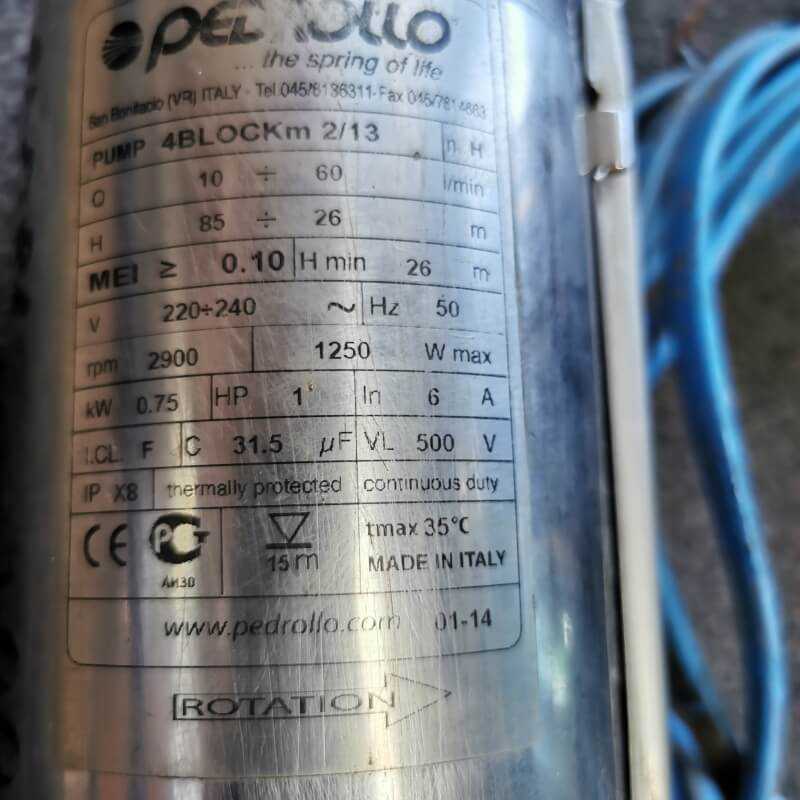 PEDROLLO
... the spring of life
San Bonifacio (VR) ITALY - Tel 045/6136311-Fax 045/7614663
PUMP 4BLOCKm 2/13 n. H
Q 10 ÷ 60 l/min
H 85 ÷ 26 m
MEI ≥ 0.10 H min 26 m
V 220÷240 ~ Hz 50
rpm 2900 1250 W max
kW 0.75 HP 1 In 6 A
I.CL. F C 31.5 µF VL 500 V
IP X8 thermally protected continuous duty
CE PCT 15 m tmax 35°C
АИ30 MADE IN ITALY
www.pedrollo.com 01-14
ROTATION